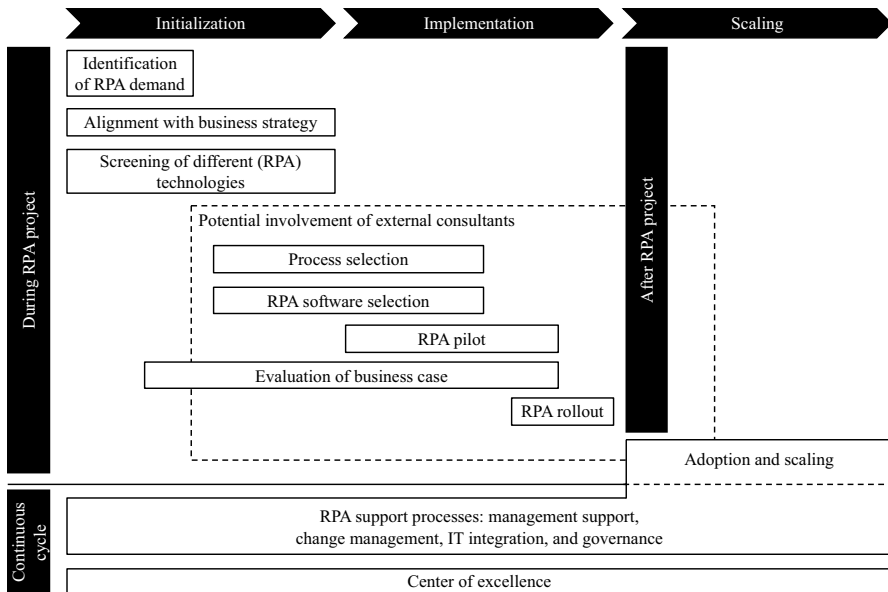 Initialization
Implementation
Scaling
During RPA project
Identification
of RPA demand
Alignment with business strategy
Screening of different (RPA)
technologies
Potential involvement of external consultants
Process selection
RPA software selection
RPA pilot
Evaluation of business case
RPA rollout
After RPA project
Adoption and scaling
Continuous
cycle
RPA support processes: management support,
change management, IT integration, and governance
Center of excellence